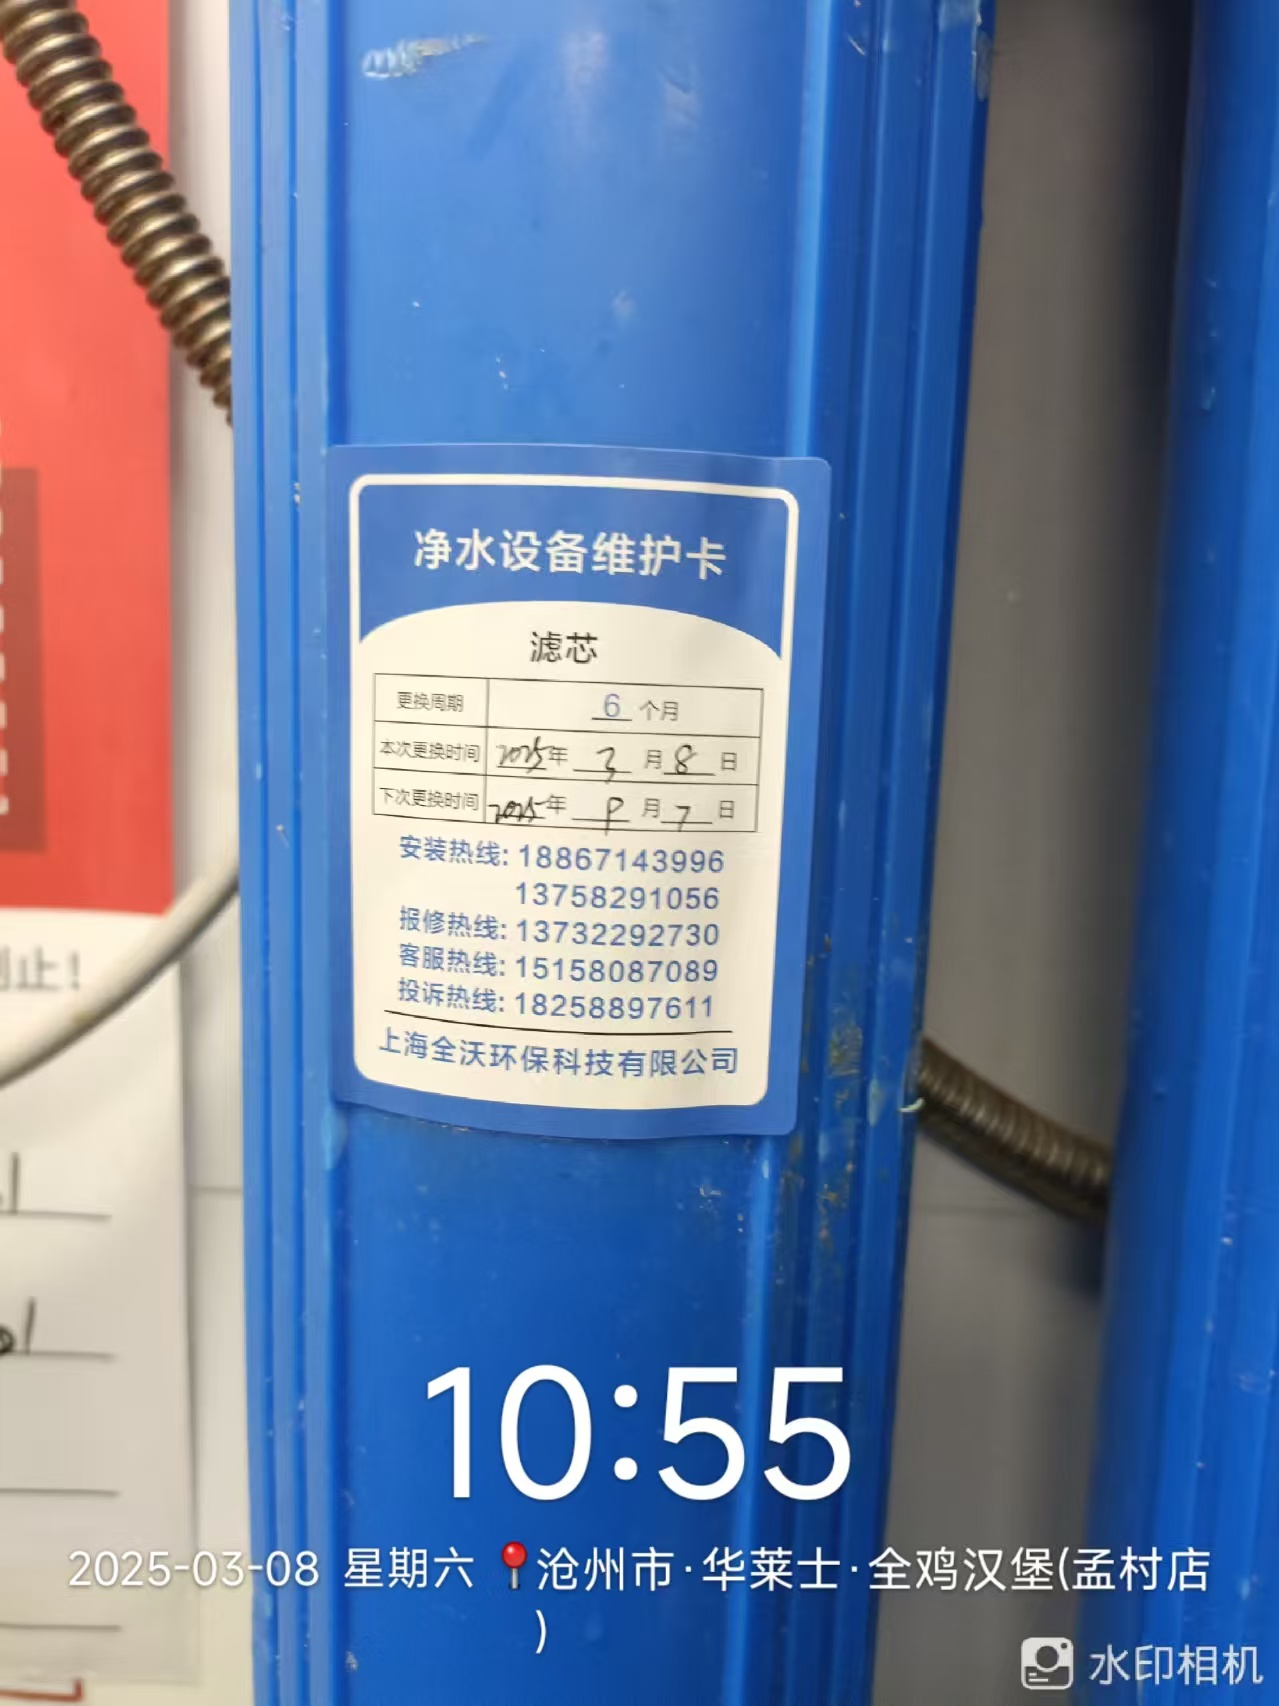 净水设备维护卡
滤芯
更换周期 6 个月
本次更换时间 2025年 3 月 8 日
下次更换时间 2025年 9 月 7 日
安装热线: 18867143996
13758291056
报修热线: 13732292730
客服热线: 15158087089
投诉热线: 18258897611
上海全沃环保科技有限公司
止!
10:55
2025-03-08 星期六 沧州市·华莱士·全鸡汉堡(孟村店
)
水印相机